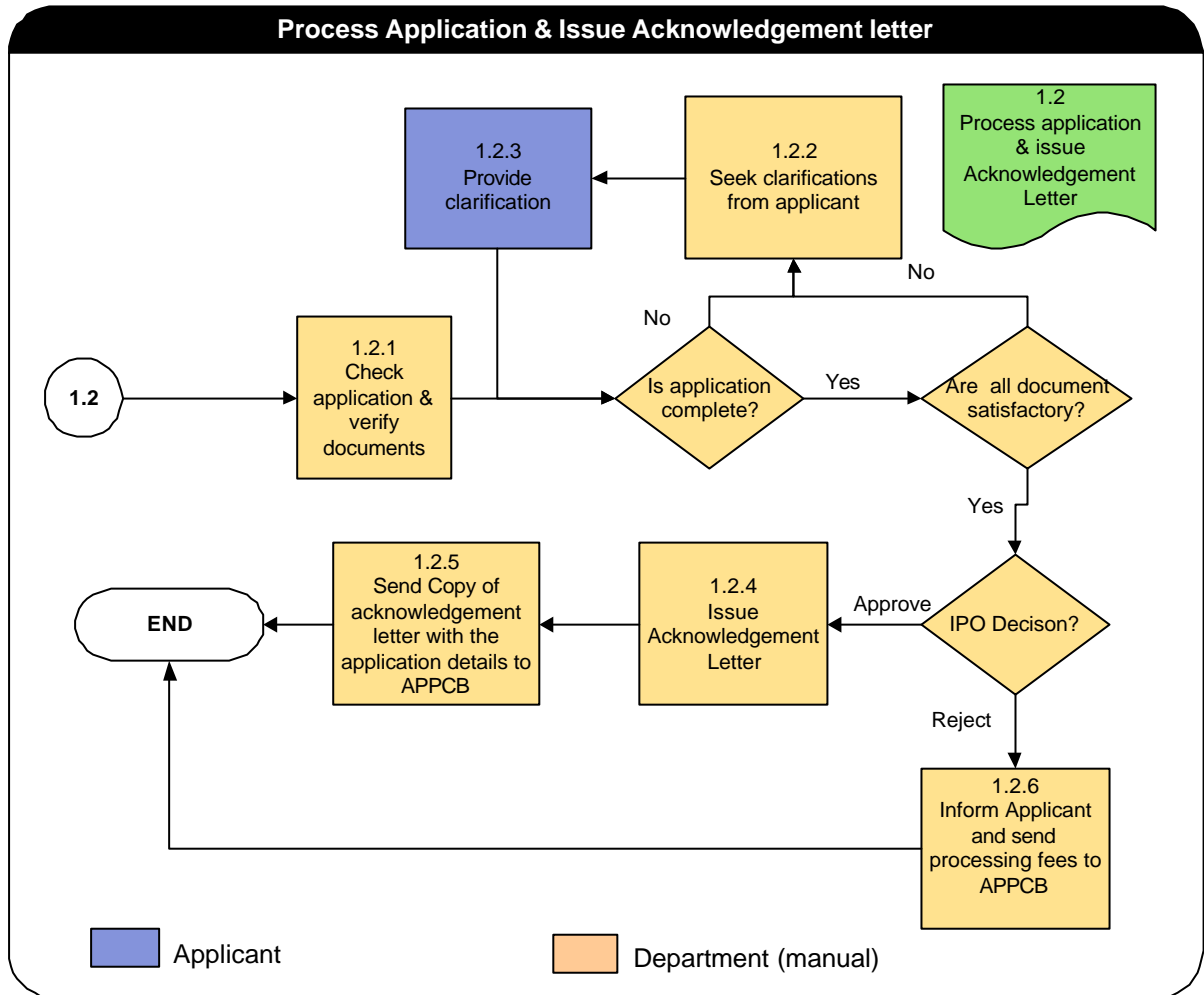 Process Application & Issue Acknowledgement letter
1.2.3
Provide
clarification
1.2.2
Seek clarifications
from applicant
1.2
Process application
& issue
Acknowledgement
Letter
No
No
1.2
1.2.1
Check
application &
verify
documents
Is application
complete?
Yes
Are  all document
satisfactory?
Yes
END
1.2.5
Send Copy of
acknowledgement
letter with the
application details to
APPCB
1.2.4
Issue
Acknowledgement
Letter
Approve
IPO Decison?
Reject
1.2.6
Inform Applicant
and send
processing fees to
APPCB
Applicant
Department (manual)